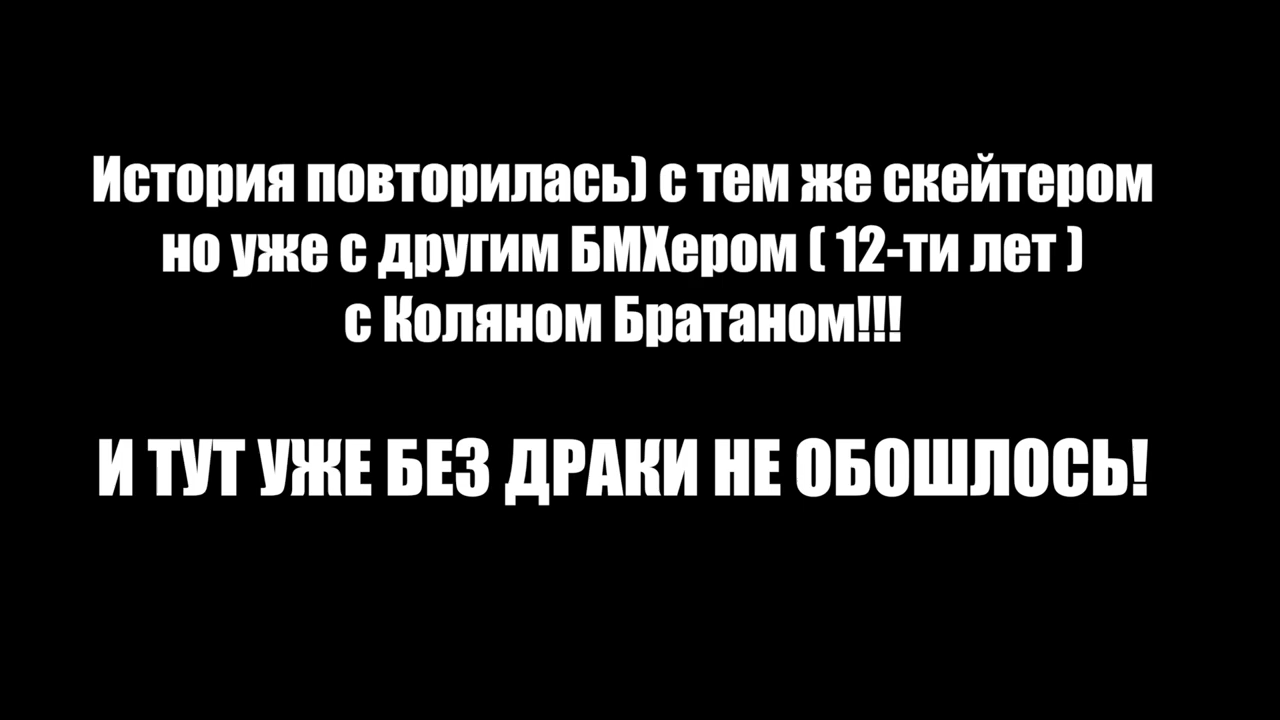 История повторилась) с тем же скейтером
но уже с другим БМХером ( 12-ти лет )
с Коляном Братаном!!!
И ТУТ УЖЕ БЕЗ ДРАКИ НЕ ОБОШЛОСЬ!